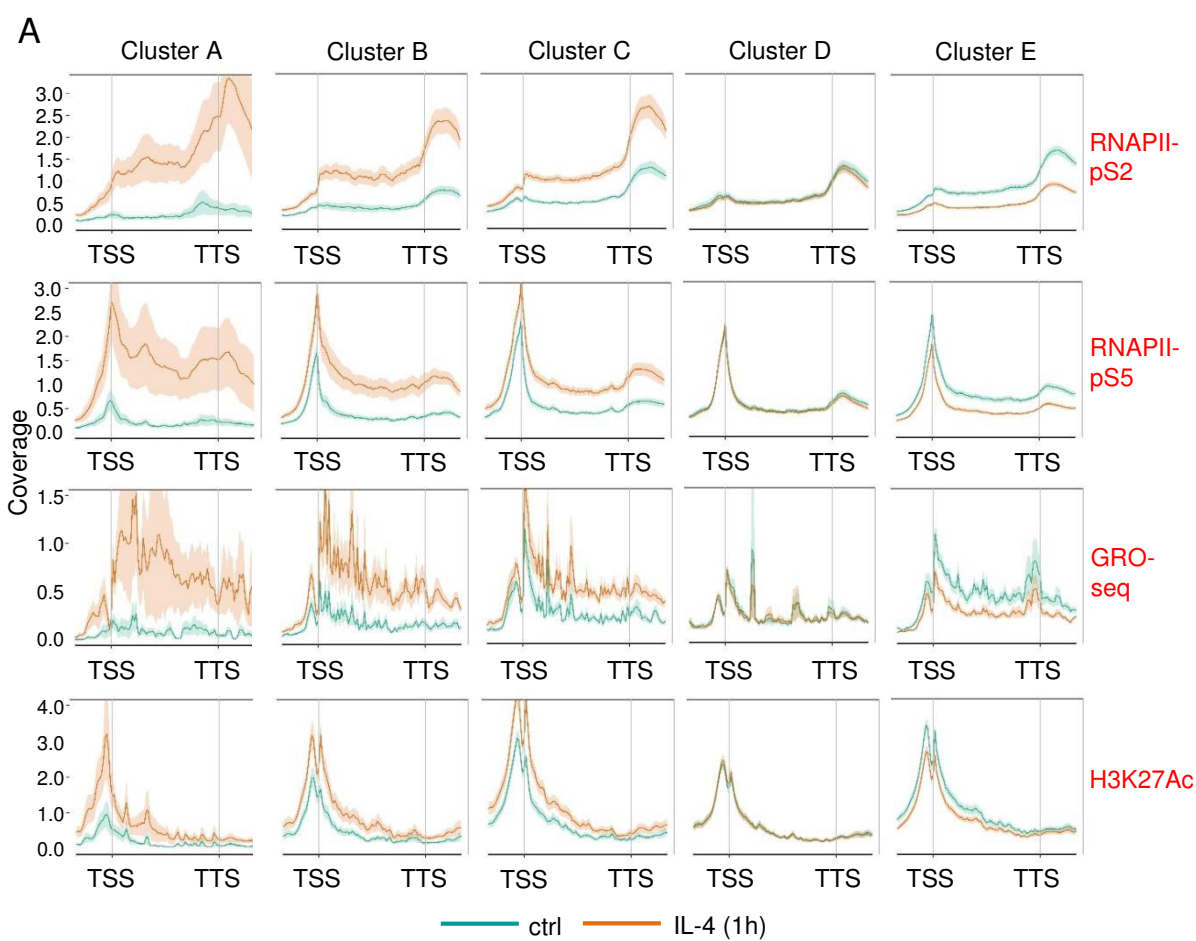 A
Cluster A Cluster B Cluster C Cluster D Cluster E
Coverage
3.0
2.5
2.0
1.5
1.0
0.5
0.0
RNAPII-
pS2
TSS TTS TSS TTS TSS TTS TSS TTS TSS TTS
3.0
2.5
2.0
1.5
1.0
0.5
0.0
RNAPII-
pS5
TSS TTS TSS TTS TSS TTS TSS TTS TSS TTS
1.5
1.0
0.5
0.0
GRO-
seq
TSS TTS TSS TTS TSS TTS TSS TTS TSS TTS
4.0
3.0
2.0
1.0
0.0
H3K27Ac
TSS TTS TSS TTS TSS TTS TSS TTS TSS TTS
ctrl IL-4 (1h)